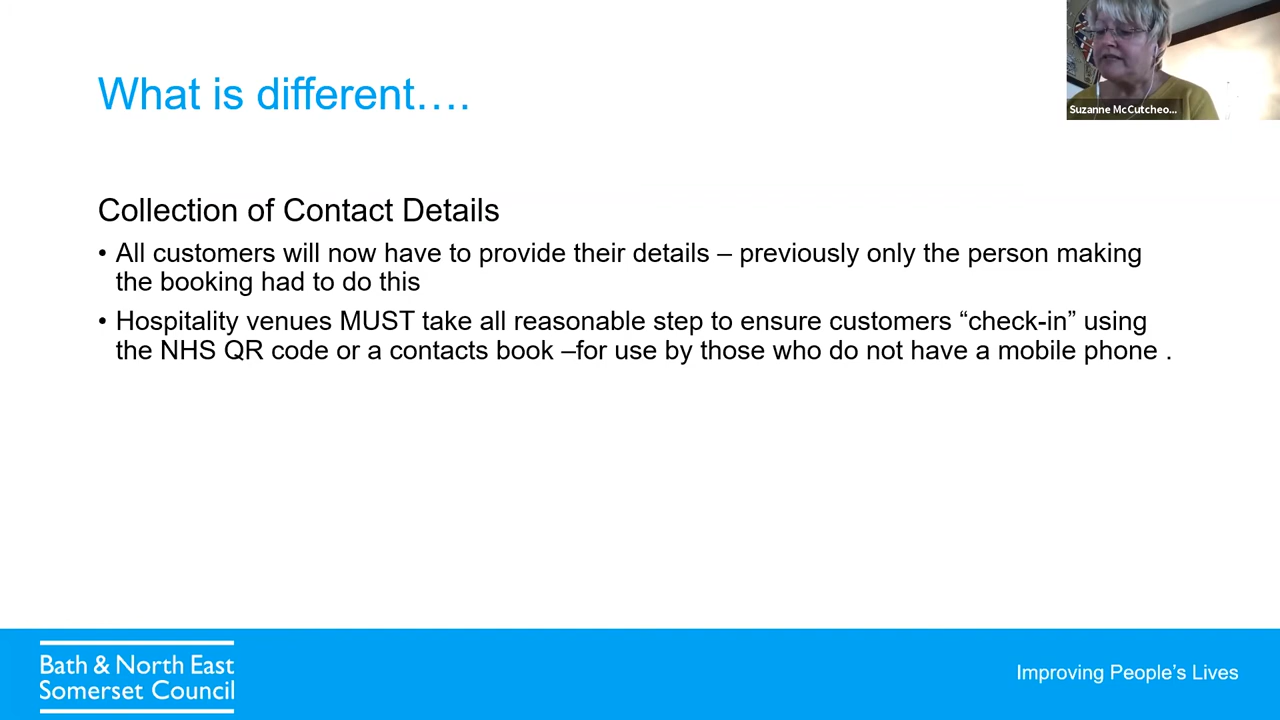 What is different….
Suzanne McCutcheo...
Collection of Contact Details
• All customers will now have to provide their details – previously only the person making
the booking had to do this
• Hospitality venues MUST take all reasonable step to ensure customers “check-in” using
the NHS QR code or a contacts book –for use by those who do not have a mobile phone .
Bath & North East
Somerset Council
Improving People’s Lives